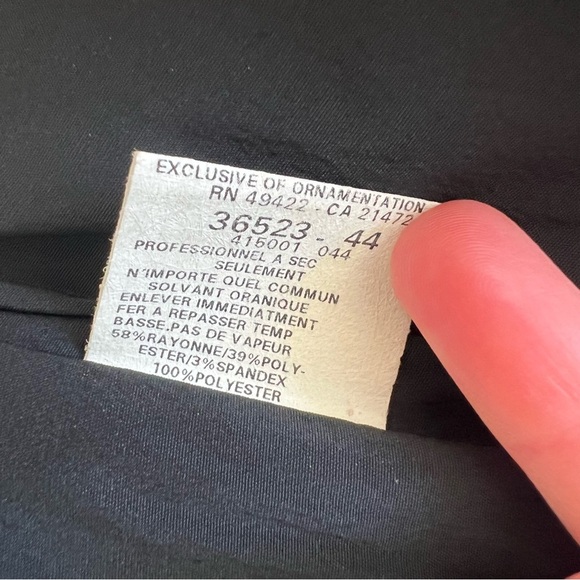 EXCLUSIVE OF ORNAMENTATION
RN 49422 - CA 21472
36523 - 44
415001 044
PROFESSIONNEL A SEC
SEULEMENT
N'IMPORTE QUEL COMMUN
SOLVANT ORANIQUE
ENLEVER IMMEDIATMENT
FER A REPASSER TEMP
BASSE.PAS DE VAPEUR
58%RAYONNE/39%POLY-
ESTER/3%SPANDEX
100%POLYESTER